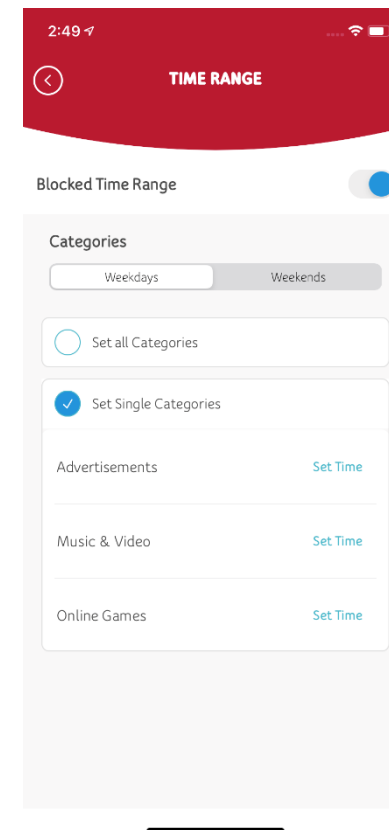 2:49
TIME RANGE
Blocked Time Range
Categories
Weekdays Weekends
Set all Categories
Set Single Categories
Advertisements Set Time
Music & Video Set Time
Online Games Set Time